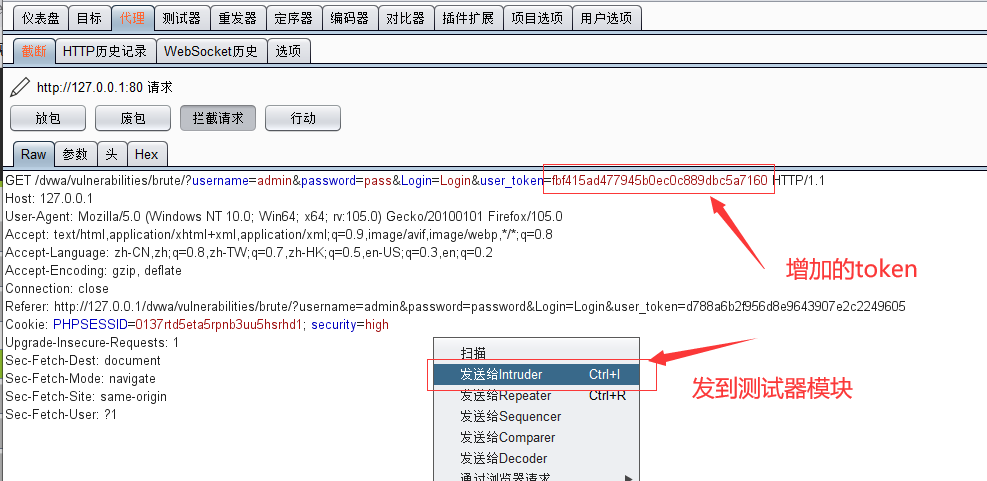 仪表盘 目标 代理 测试器 重发器 定序器 编码器 对比器 插件扩展 项目选项 用户选项
截断 HTTP历史记录 WebSocket历史 选项
http://127.0.0.1:80 请求
放包 废包 拦截请求 行动
Raw 参数 头 Hex
GET /dvwa/vulnerabilities/brute/?username=admin&password=pass&Login=Login&user_token=fbf415ad477945b0ec0c889dbc5a7160 HTTP/1.1
Host: 127.0.0.1
User-Agent: Mozilla/5.0 (Windows NT 10.0; Win64; x64; rv:105.0) Gecko/20100101 Firefox/105.0
Accept: text/html,application/xhtml+xml,application/xml;q=0.9,image/avif,image/webp,*/*;q=0.8
Accept-Language: zh-CN,zh;q=0.8,zh-TW;q=0.7,zh-HK;q=0.5,en-US;q=0.3,en;q=0.2
Accept-Encoding: gzip, deflate
增加的token
Connection: close
Referer: http://127.0.0.1/dvwa/vulnerabilities/brute/?username=admin&password=password&Login=Login&user_token=d788a6b2f956d8e9643907e2c2249605
Cookie: PHPSESSID=0137rtd5eta5rpnb3uu5hsrhd1; security=high
Upgrade-Insecure-Requests: 1
Sec-Fetch-Dest: document
Sec-Fetch-Mode: navigate
Sec-Fetch-Site: same-origin
Sec-Fetch-User: ?1
扫描
发送给Intruder Ctrl+I
发送给Repeater Ctrl+R
发送给Sequencer
发送给Comparer
发送给Decoder
通过浏览器请求
发到测试器模块